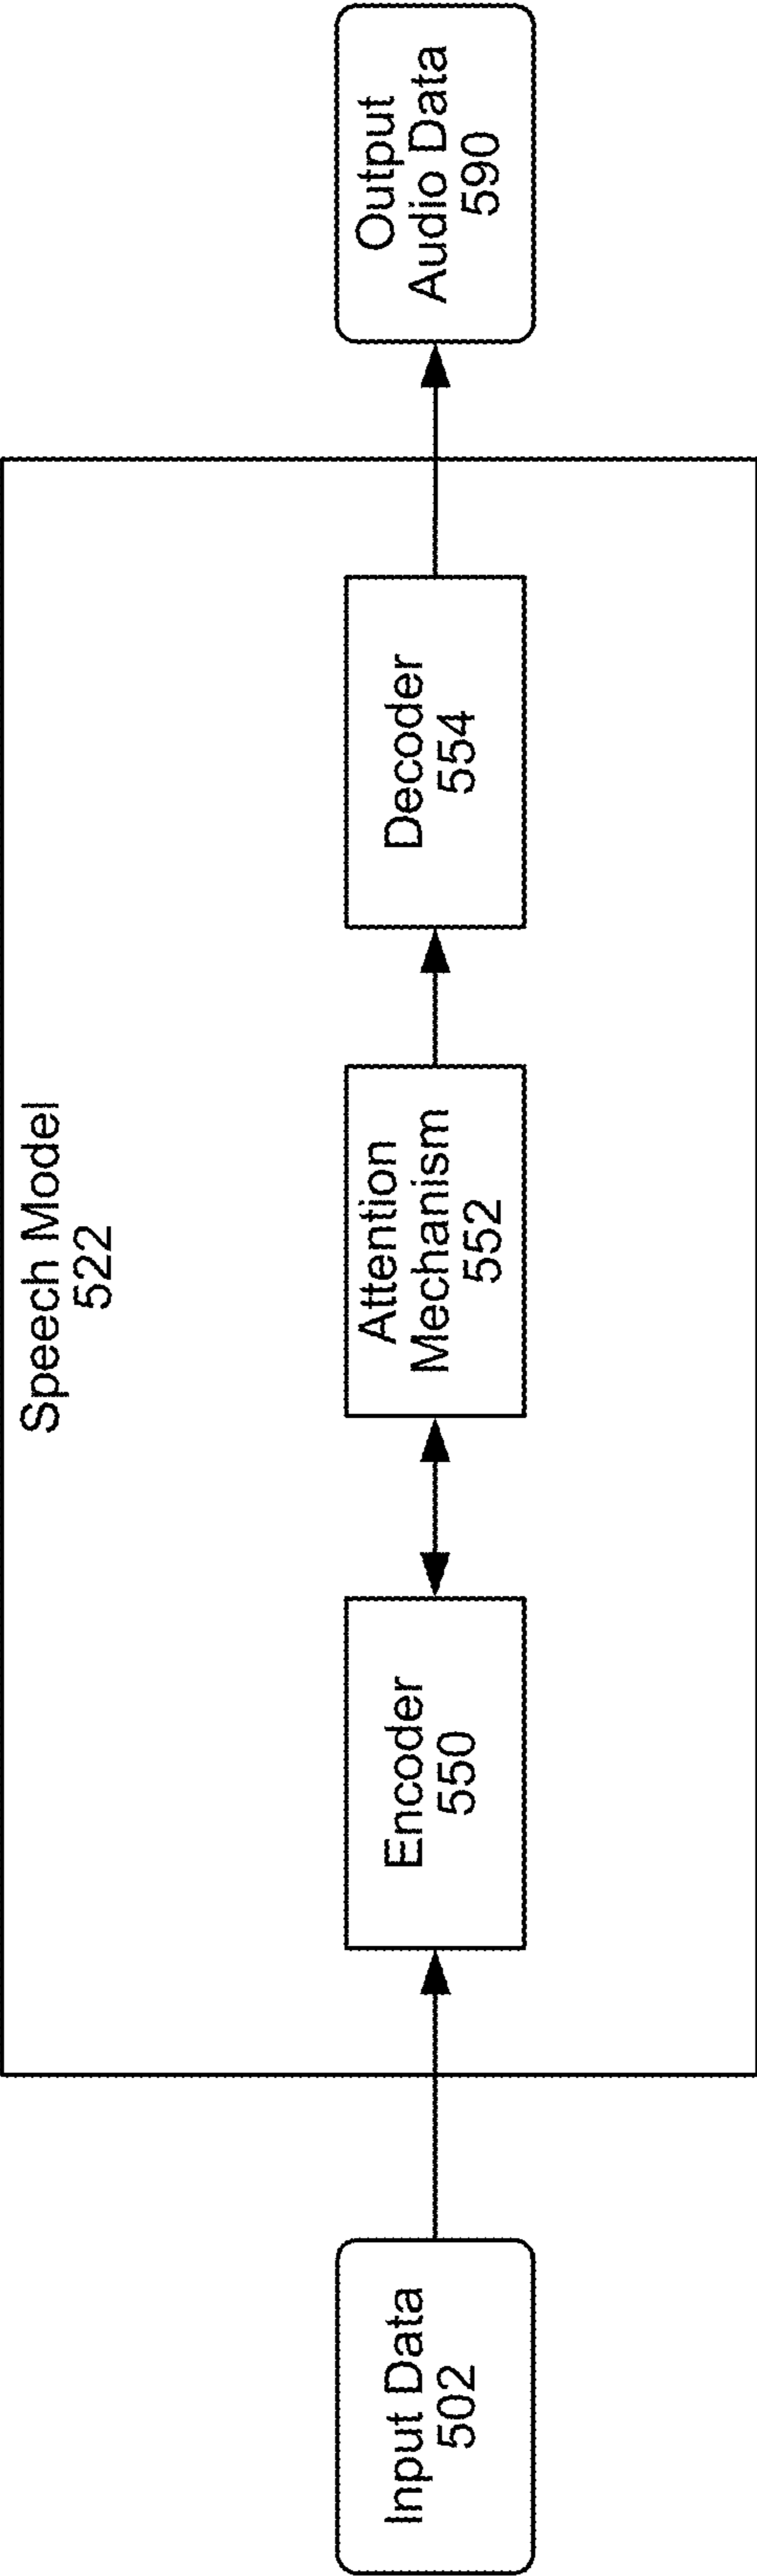 Speech Model
522
Input Data
502
Encoder
550
Attention
Mechanism
552
Decoder
554
Output
Audio Data
590